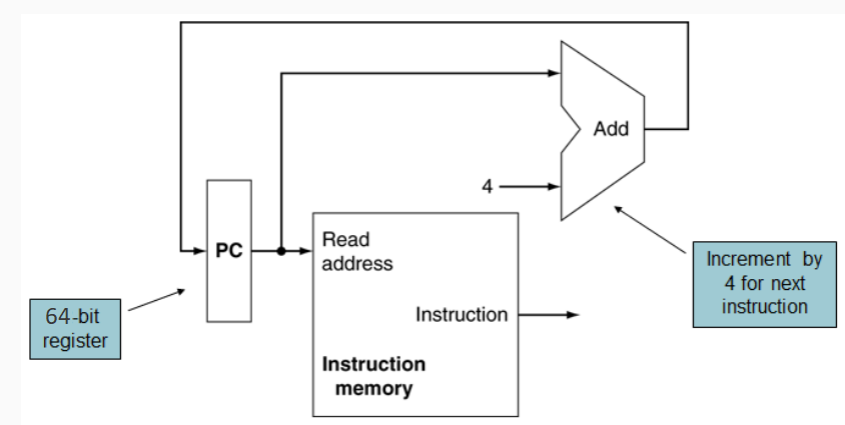 Add
4
PC
Read
address
Increment by
4 for next
instruction
64-bit
register
Instruction
Instruction
memory